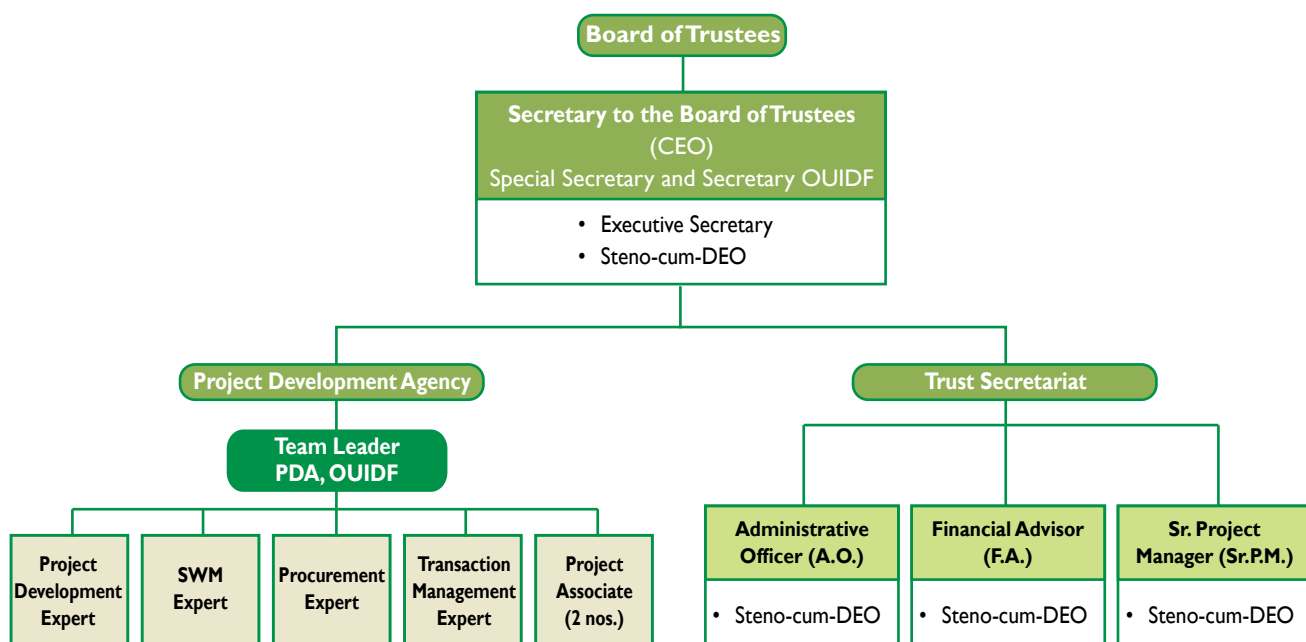 Board of Trustees
Secretary to the Board of Trustees
(CEO)
Special Secretary and Secretary OUIDF
• Executive Secretary
• Steno-cum-DEO
Project Development Agency
Trust Secretariat
Team Leader
PDA, OUIDF
Project
Development
Expert
SWM
Expert
Procurement
Expert
Transaction
Management
Expert
Project
Associate
(2 nos.)
Administrative
Officer (A.O.)
• Steno-cum-DEO
Financial Advisor
(F.A.)
• Steno-cum-DEO
Sr. Project
Manager (Sr.P.M.)
• Steno-cum-DEO